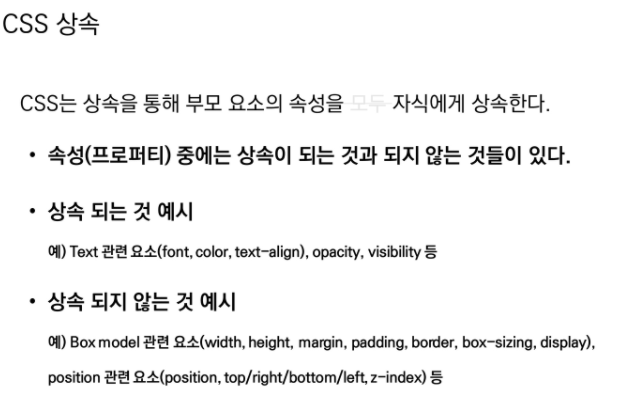 CSS 상속
CSS는 상속을 통해 부모 요소의 속성을 모두 자식에게 상속한다.
• 속성(프로퍼티) 중에는 상속이 되는 것과 되지 않는 것들이 있다.
• 상속 되는 것 예시
예) Text 관련 요소(font, color, text-align), opacity, visibility 등
• 상속 되지 않는 것 예시
예) Box model 관련 요소(width, height, margin, padding, border, box-sizing, display),
position 관련 요소(position, top/right/bottom/left, z-index) 등